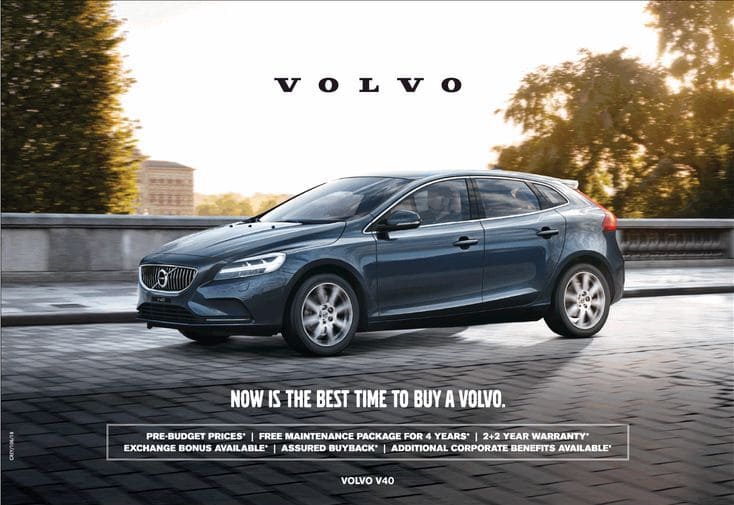 VOLVO
NOW IS THE BEST TIME TO BUY A VOLVO.
PRE-BUDGET PRICES* | FREE MAINTENANCE PACKAGE FOR 4 YEARS* | 2+2 YEAR WARRANTY*
EXCHANGE BONUS AVAILABLE* | ASSURED BUYBACK* | ADDITIONAL CORPORATE BENEFITS AVAILABLE*
VOLVO V40